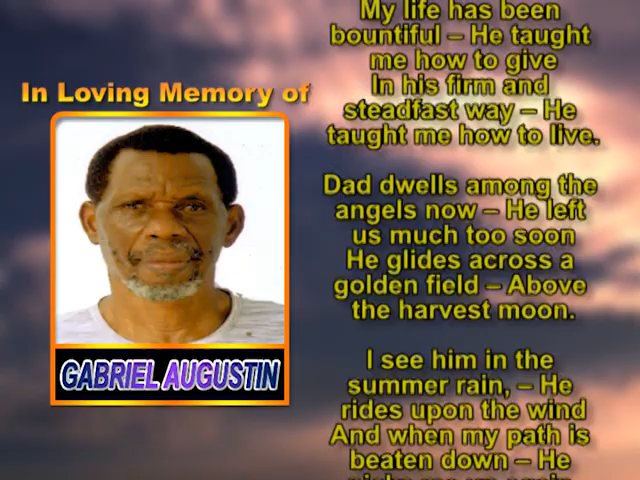 In Loving Memory of
GABRIEL AUGUSTIN
My life has been
bountiful – He taught
me how to give
In his firm and
steadfast way – He
taught me how to live.
Dad dwells among the
angels now – He left
us much too soon
He glides across a
golden field – Above
the harvest moon.
I see him in the
summer rain, – He
rides upon the wind
And when my path is
beaten down – He